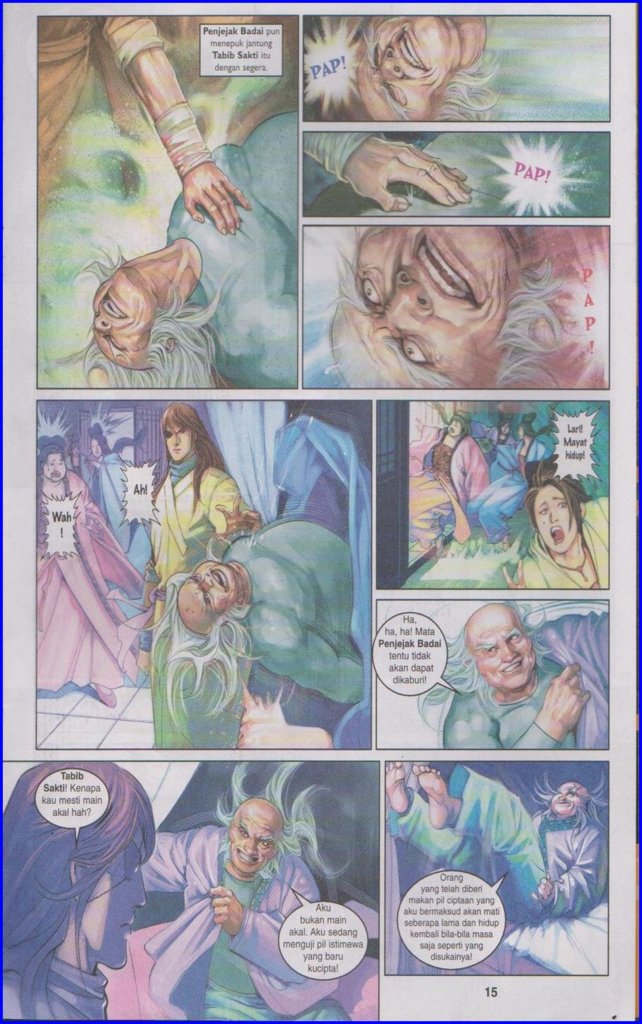 Penjejak Badai pun
menepuk jantung
Tabib Sakti itu
dengan segera.
PAP!
PAP!
PAP!
Wah
!
Ah!
Lari!
Mayat
hidup!
Ha,
ha, ha! Mata
Penjejak Badai
tentu tidak
akan dapat
dikaburi!
Tabib
Sakti! Kenapa
kau mesti main
akal hah?
Aku
bukan main
akal. Aku sedang
menguji pil istimewa
yang baru
kucipta!
Orang
yang telah diberi
makan pil ciptaan yang
aku bermaksud akan mati
seberapa lama dan hidup
kembali bila-bila masa
saja seperti yang
disukainya!
15